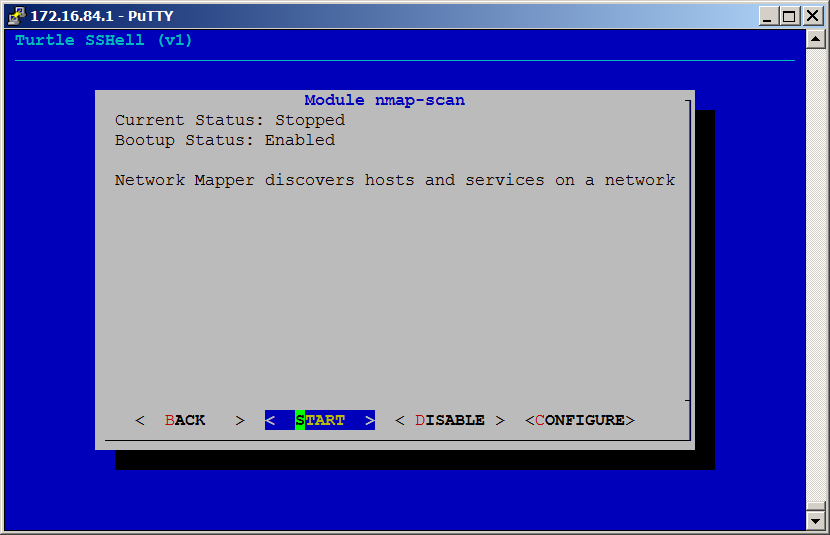 172.16.84.1 - PuTTY
Turtle SSHell (v1)
Module nmap-scan
Current Status: Stopped
Bootup Status: Enabled
Network Mapper discovers hosts and services on a network
< BACK > < START > < DISABLE > <CONFIGURE>